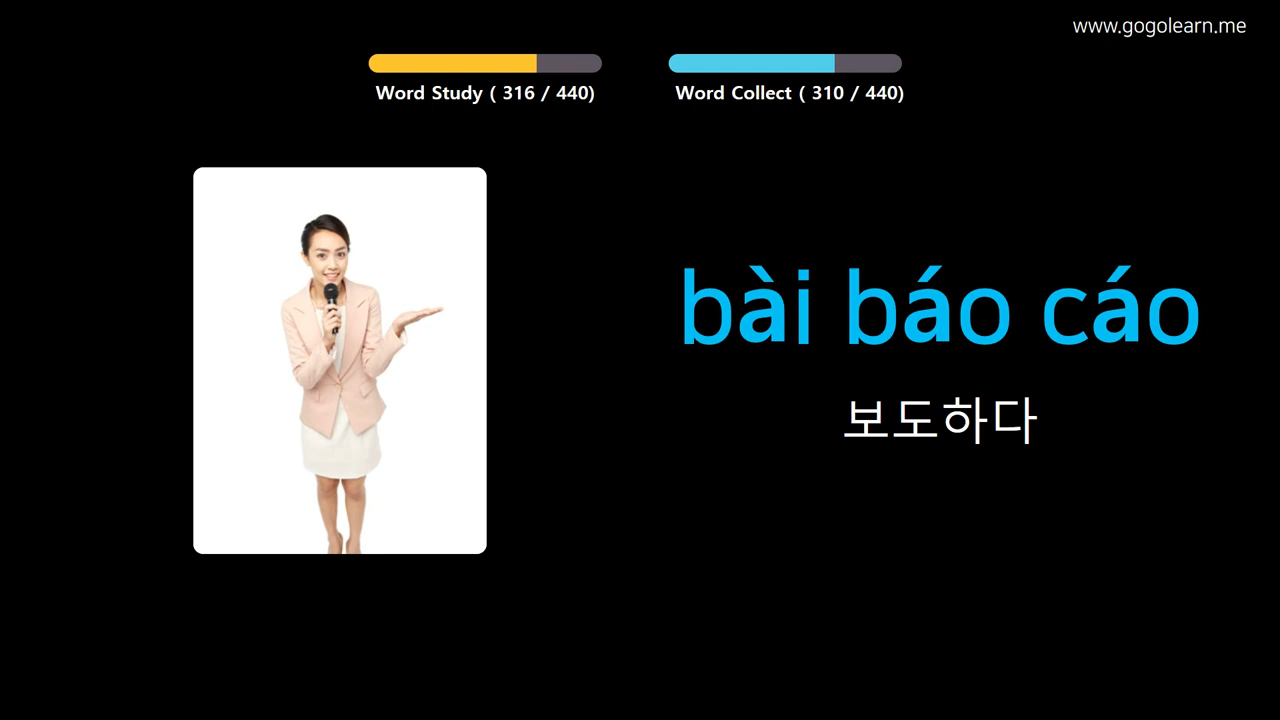 www.gogolearn.me
Word Study ( 316 / 440)
Word Collect ( 310 / 440)
bài báo cáo
보도하다